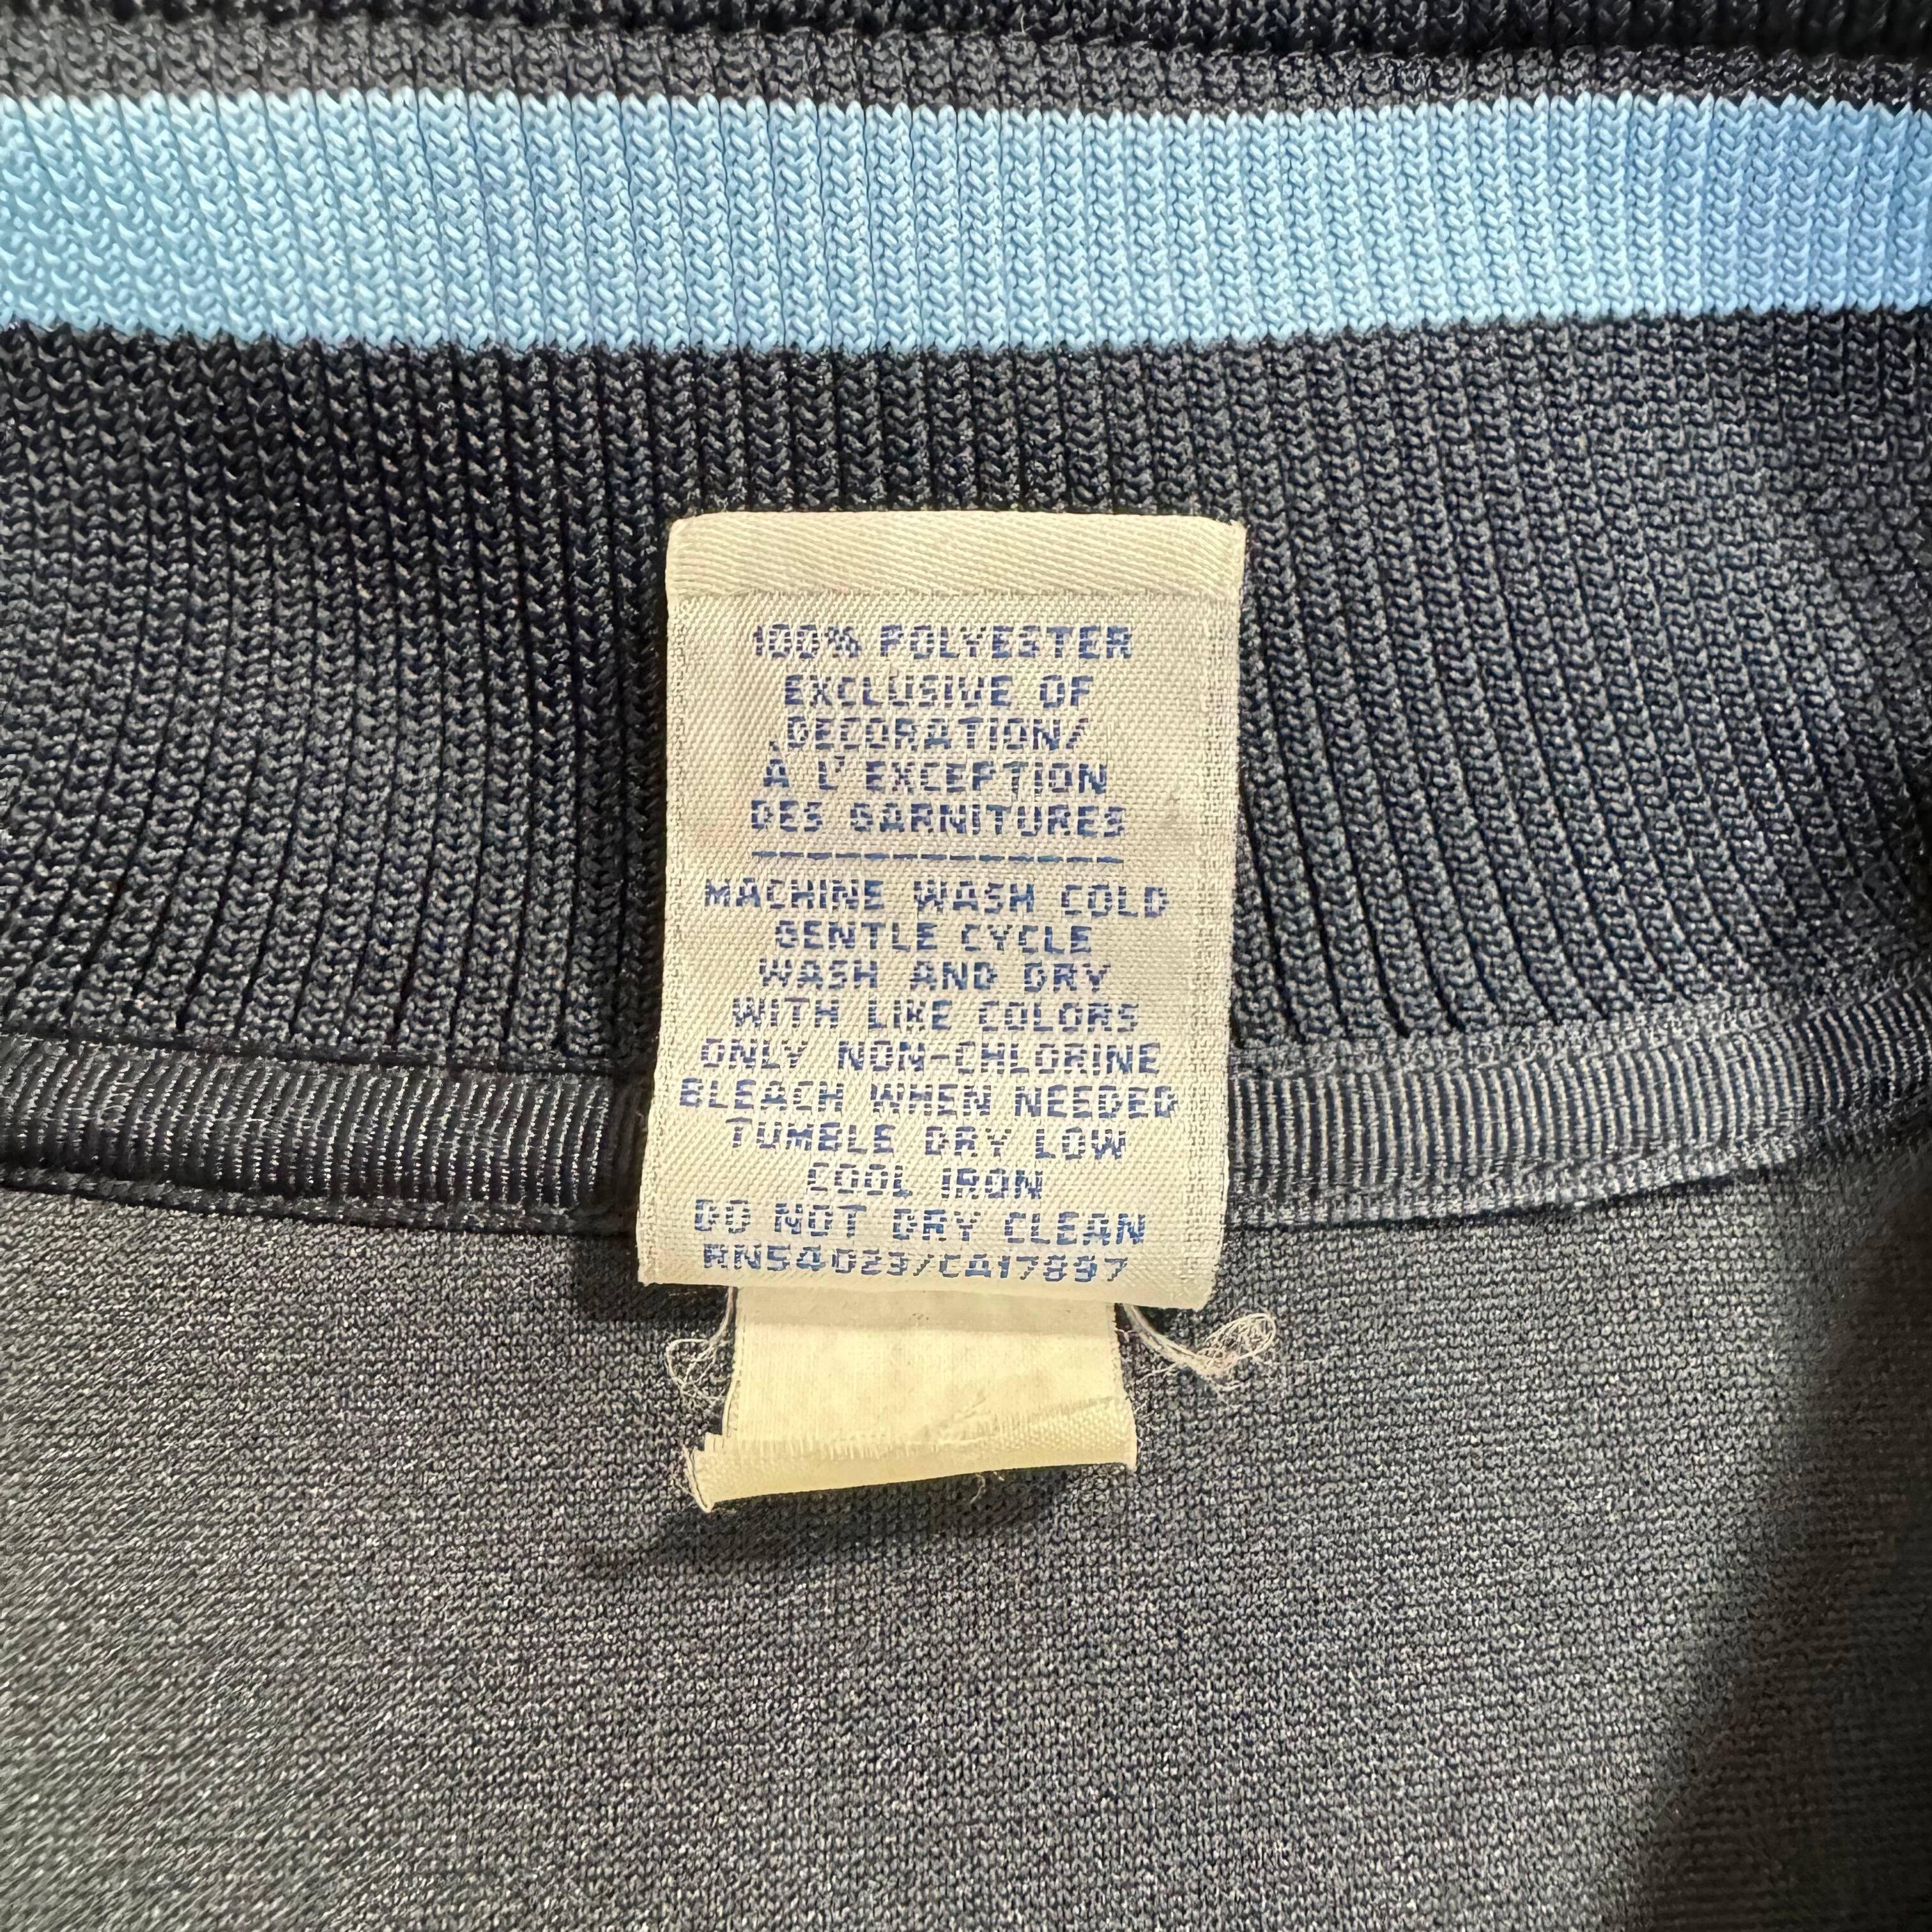 100% POLYESTER
EXCLUSIVE OF
DECORATION/
À L' EXCEPTION
DES GARNITURES
-------------
MACHINE WASH COLD
GENTLE CYCLE
WASH AND DRY
WITH LIKE COLORS
ONLY NON-CHLORINE
BLEACH WHEN NEEDED
TUMBLE DRY LOW
COOL IRON
DO NOT DRY CLEAN
RN54023/CA17897